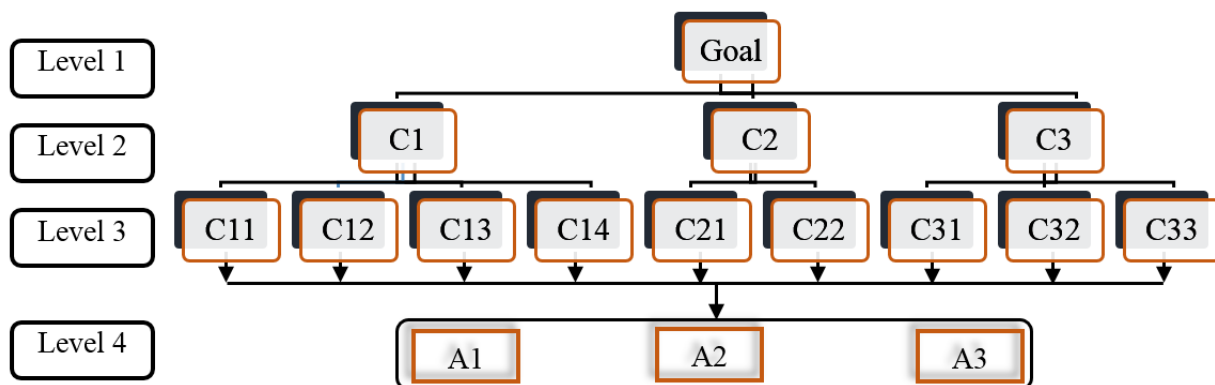 Level 1
Goal
Level 2
C1
C2
C3
Level 3
C11
C12
C13
C14
C21
C22
C31
C32
C33
Level 4
A1
A2
A3